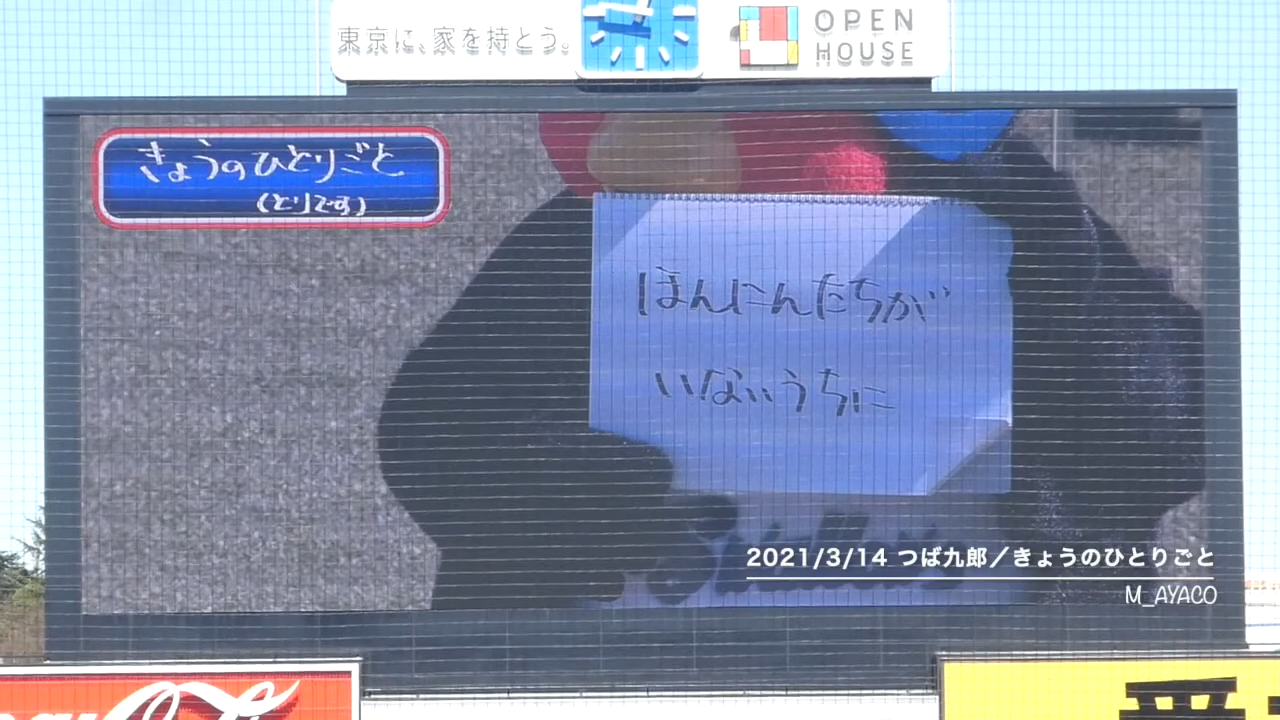 東京に、家を持とう。
OPEN
HOUSE
きょうのひとりごと
(とりです)
ほんにんたちが
いないうちに
2021/3/14 つば九郎／きょうのひとりごと
M_AYACO